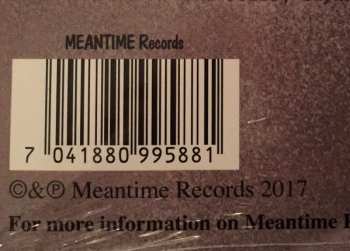 MEANTIME Records
7 041880 995881
©&℗ Meantime Records 2017
For more information on Meantime